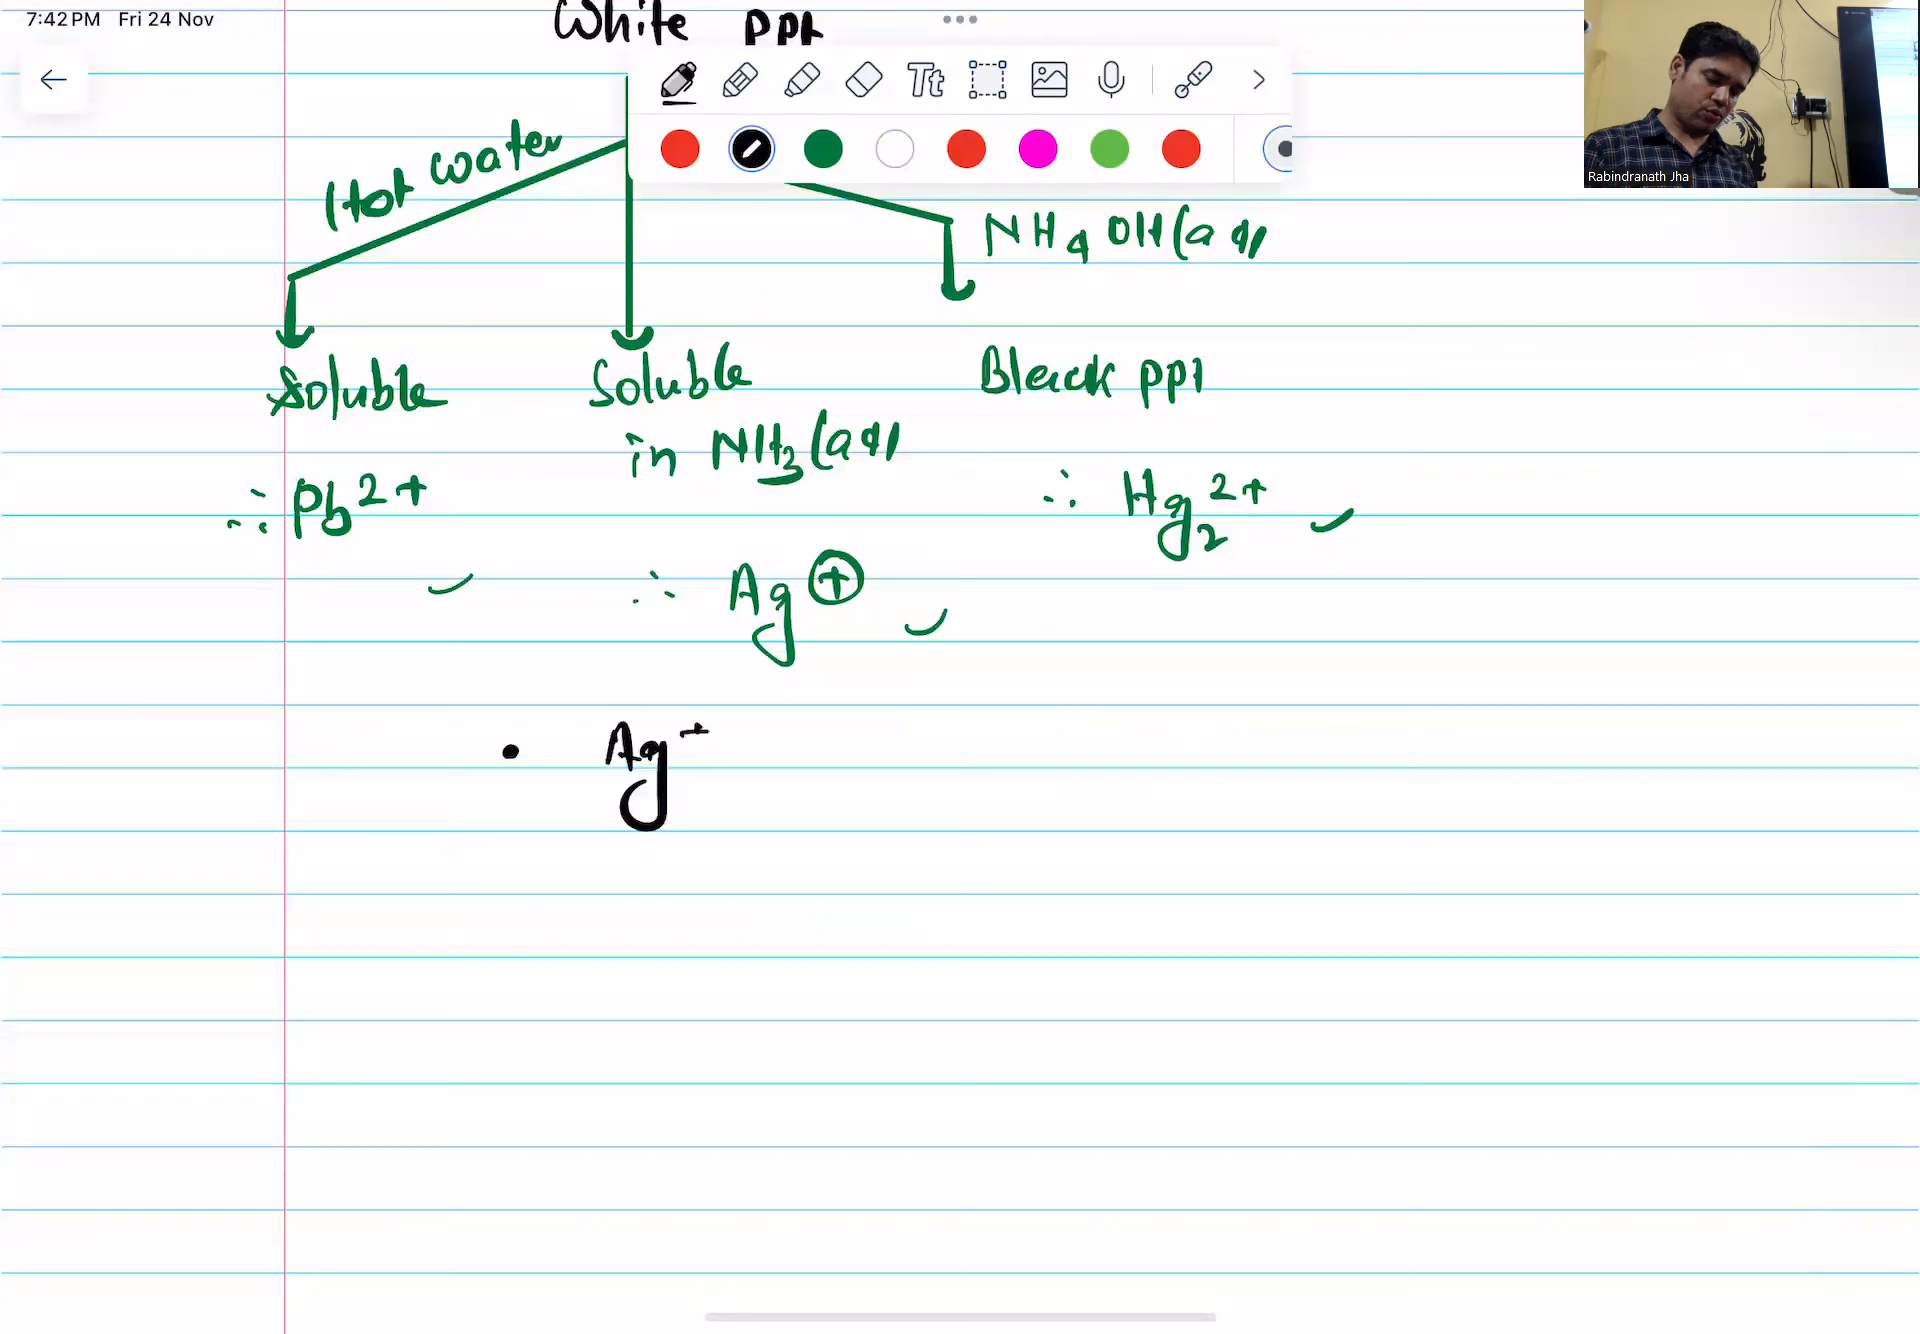 7:42 PM Fri 24 Nov
White ppt
Tt
Rabindranath Jha
Hot water
NH4OH(aq)
Soluble
Soluble
in NH3(aq)
Black ppt
∴ Pb2+
∴ Hg2 2+
∴ Ag+
• Ag+